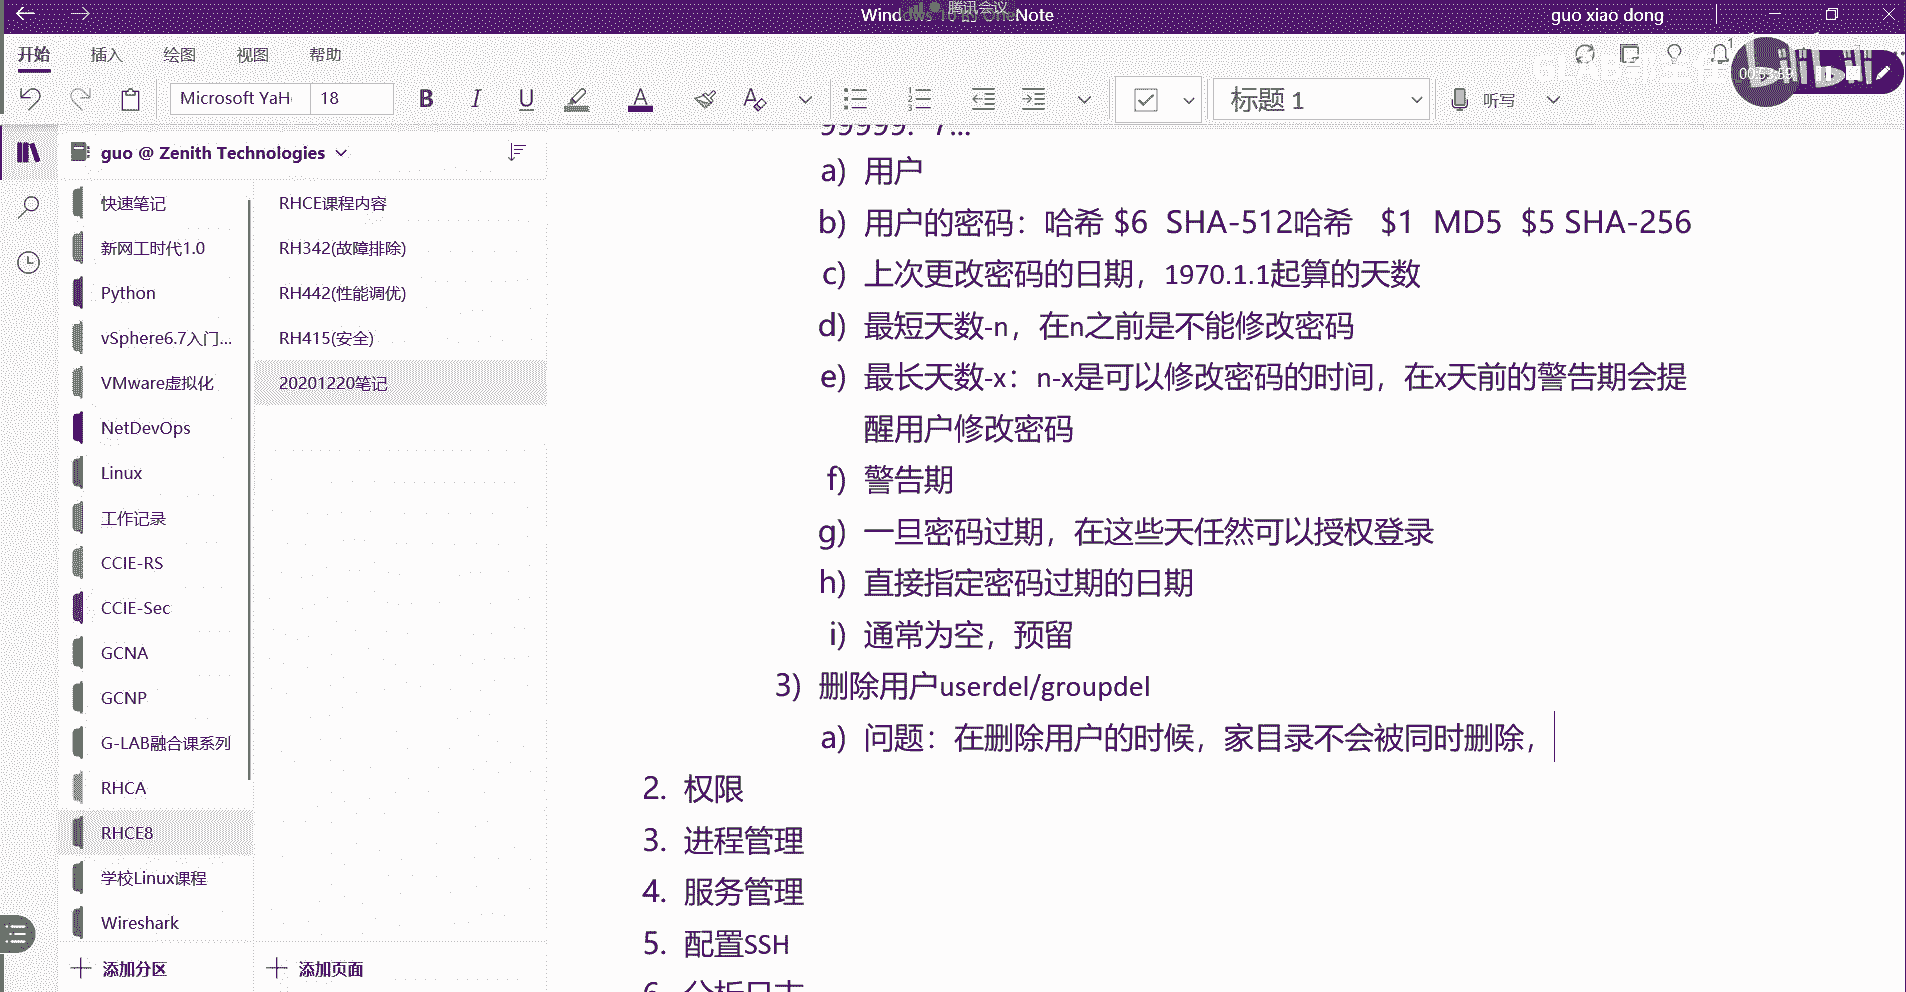 Windows 10 的 OneNote
腾讯会议
guo xiao dong
开始 插入 绘图 视图 帮助
Microsoft YaH 18 B I U A 标题 1 听写
guo @ Zenith Technologies
快速笔记
新网工时代1.0
Python
vSphere6.7入门...
VMware虚拟化
NetDevOps
Linux
工作记录
CCIE-RS
CCIE-Sec
GCNA
GCNP
G-LAB融合课系列
RHCA
RHCE8
学校Linux课程
Wireshark
添加分区
RHCE课程内容
RH342(故障排除)
RH442(性能调优)
RH415(安全)
20201220笔记
添加页面
99999: 7...
a) 用户
b) 用户的密码：哈希 $6 SHA-512哈希 $1 MD5 $5 SHA-256
c) 上次更改密码的日期，1970.1.1起算的天数
d) 最短天数-n，在n之前是不能修改密码
e) 最长天数-x：n-x是可以修改密码的时间，在x天前的警告期会提
醒用户修改密码
f) 警告期
g) 一旦密码过期，在这些天任然可以授权登录
h) 直接指定密码过期的日期
i) 通常为空，预留
3) 删除用户userdel/groupdel
a) 问题：在删除用户的时候，家目录不会被同时删除，
2. 权限
3. 进程管理
4. 服务管理
5. 配置SSH
6. 分析日志